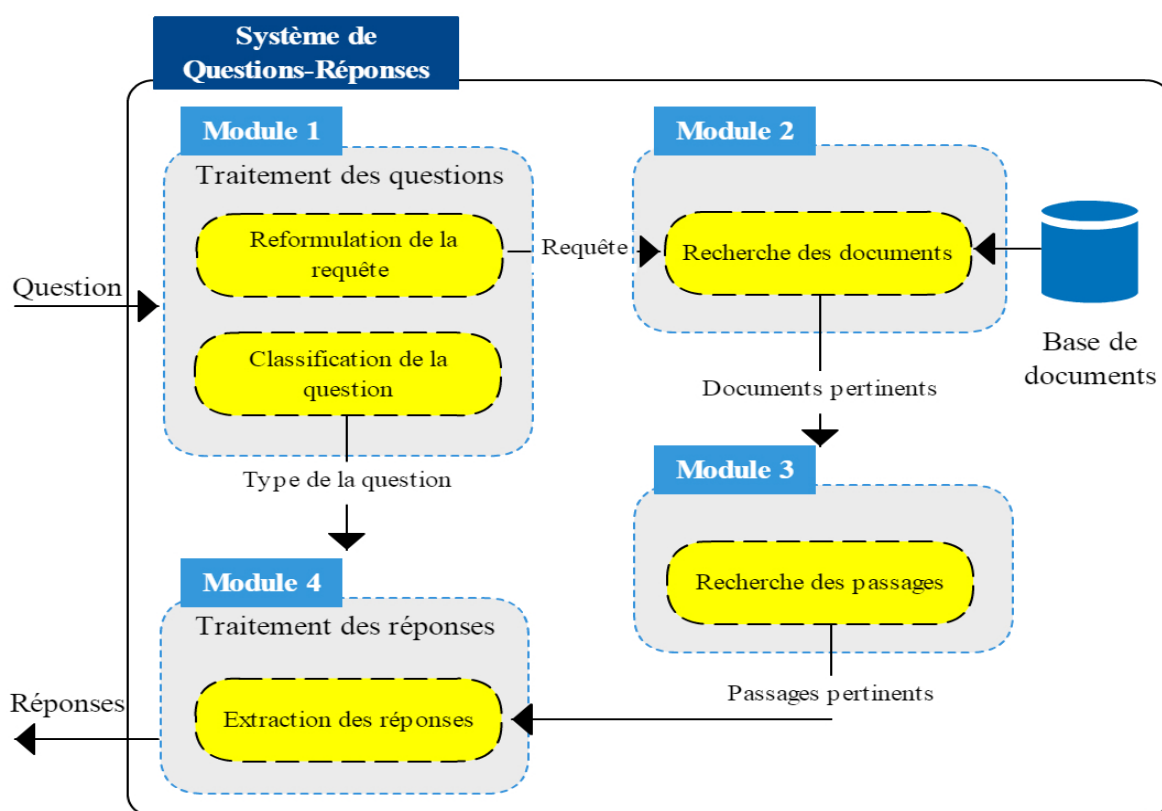 Système de
Questions-Réponses
Module 1
Traitement des questions
Reformulation de la
requête
Classification de la
question
Question
Requête
Module 2
Recherche des documents
Base de
documents
Documents pertinents
Type de la question
Module 3
Recherche des passages
Passages pertinents
Module 4
Traitement des réponses
Extraction des réponses
Réponses